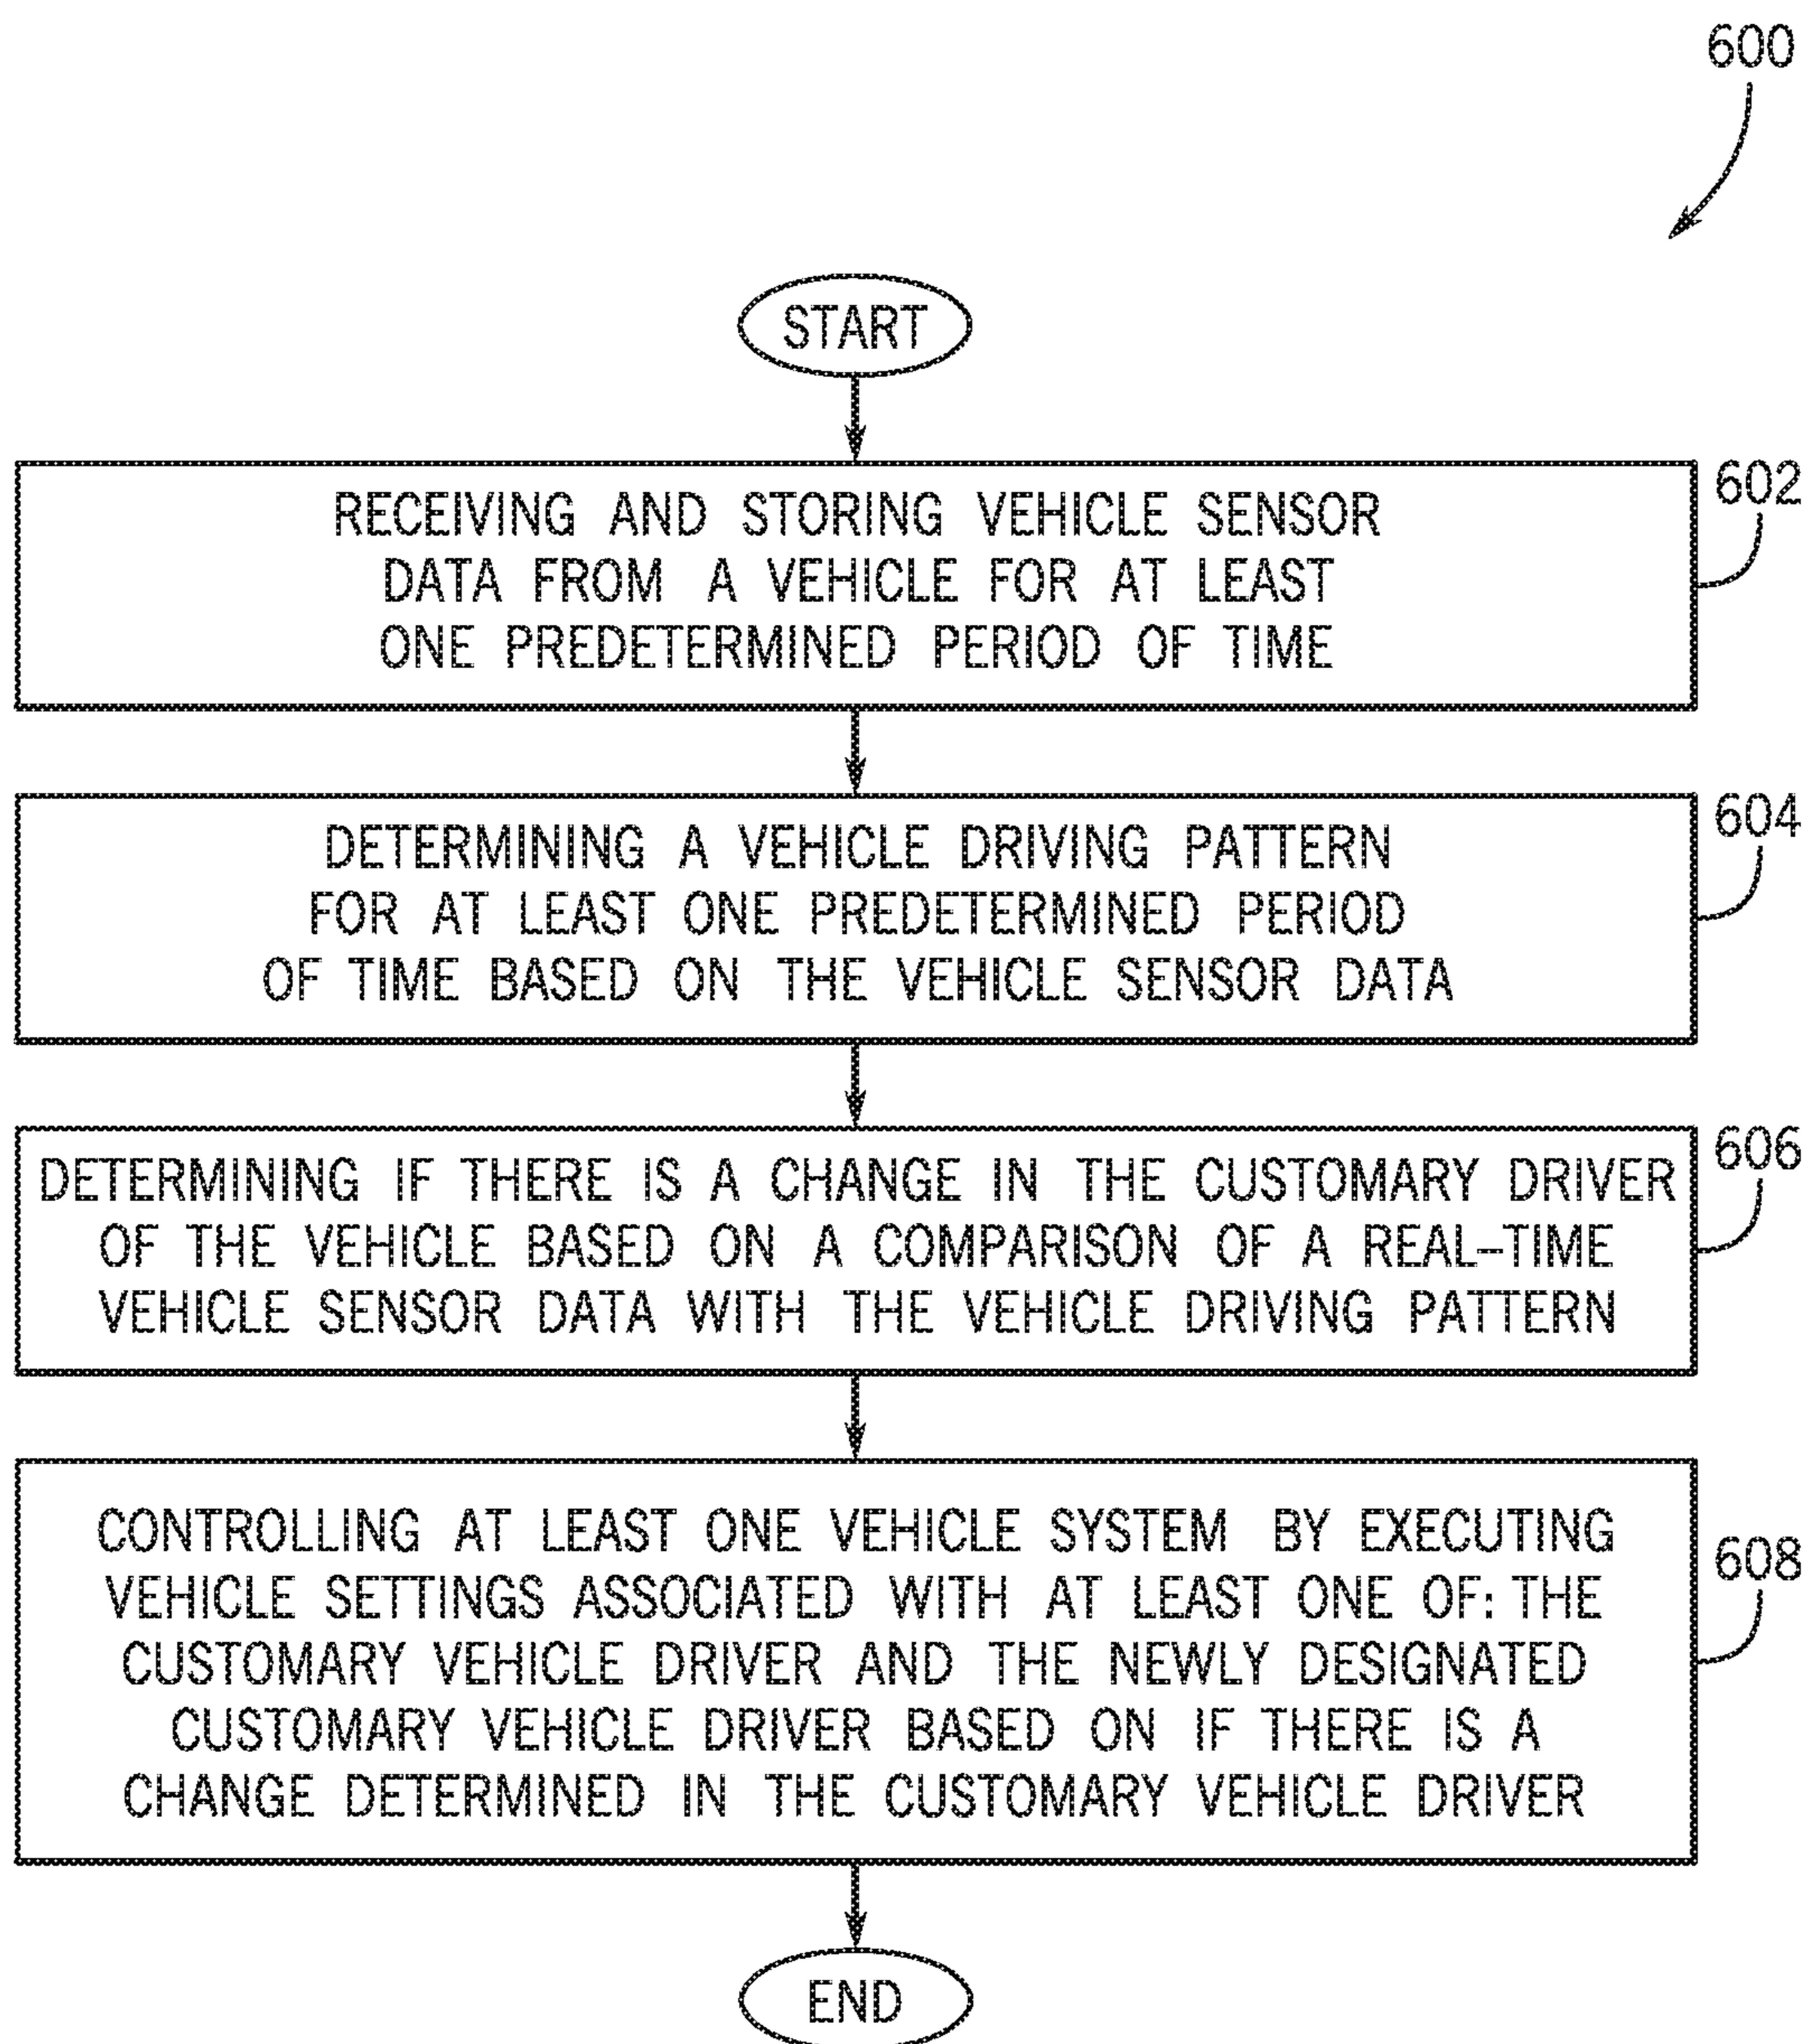 600
START
RECEIVING AND STORING VEHICLE SENSOR
DATA FROM A VEHICLE FOR AT LEAST
ONE PREDETERMINED PERIOD OF TIME
602
DETERMINING A VEHICLE DRIVING PATTERN
FOR AT LEAST ONE PREDETERMINED PERIOD
OF TIME BASED ON THE VEHICLE SENSOR DATA
604
DETERMINING IF THERE IS A CHANGE IN THE CUSTOMARY DRIVER
OF THE VEHICLE BASED ON A COMPARISON OF A REAL-TIME
VEHICLE SENSOR DATA WITH THE VEHICLE DRIVING PATTERN
606
CONTROLLING AT LEAST ONE VEHICLE SYSTEM BY EXECUTING
VEHICLE SETTINGS ASSOCIATED WITH AT LEAST ONE OF: THE
CUSTOMARY VEHICLE DRIVER AND THE NEWLY DESIGNATED
CUSTOMARY VEHICLE DRIVER BASED ON IF THERE IS A
CHANGE DETERMINED IN THE CUSTOMARY VEHICLE DRIVER
608
END